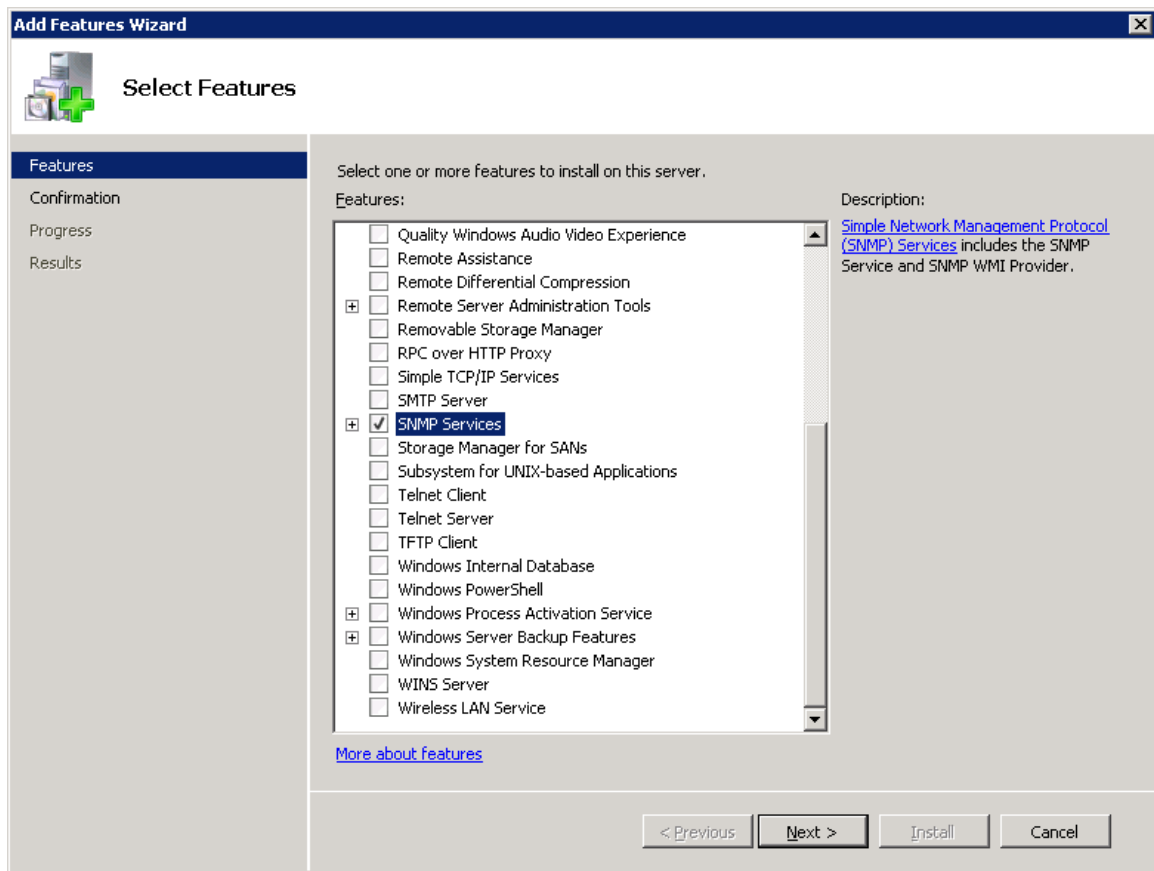 Add Features Wizard
Select Features
Features
Confirmation
Progress
Results
Select one or more features to install on this server.
Features:
Quality Windows Audio Video Experience
Remote Assistance
Remote Differential Compression
Remote Server Administration Tools
Removable Storage Manager
RPC over HTTP Proxy
Simple TCP/IP Services
SMTP Server
SNMP Services
Storage Manager for SANs
Subsystem for UNIX-based Applications
Telnet Client
Telnet Server
TFTP Client
Windows Internal Database
Windows PowerShell
Windows Process Activation Service
Windows Server Backup Features
Windows System Resource Manager
WINS Server
Wireless LAN Service
More about features
Description:
Simple Network Management Protocol
(SNMP) Services includes the SNMP
Service and SNMP WMI Provider.
< Previous
Next >
Install
Cancel